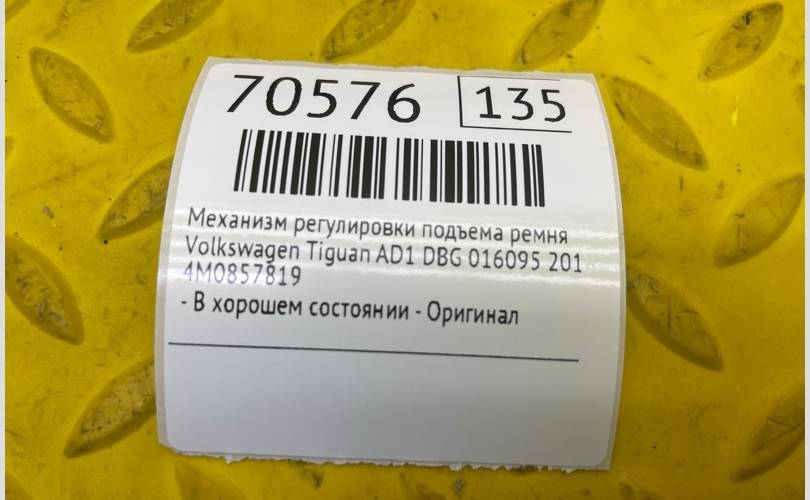 70576 135
Механизм регулировки подъема ремня
Volkswagen Tiguan AD1 DBG 016095 201
4M0857819
- В хорошем состоянии - Оригинал